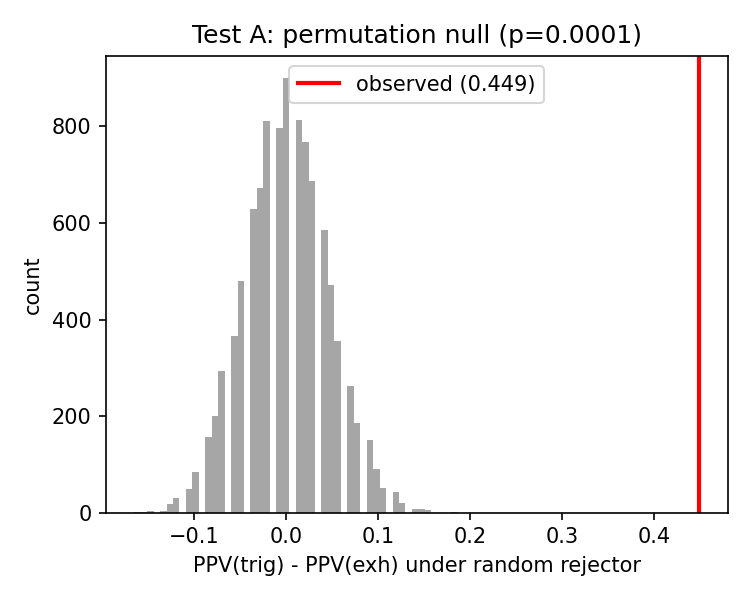 Test A: permutation null (p=0.0001)
observed (0.449)
800
600
400
200
0
count
−0.1 0.0 0.1 0.2 0.3 0.4
PPV(trig) - PPV(exh) under random rejector